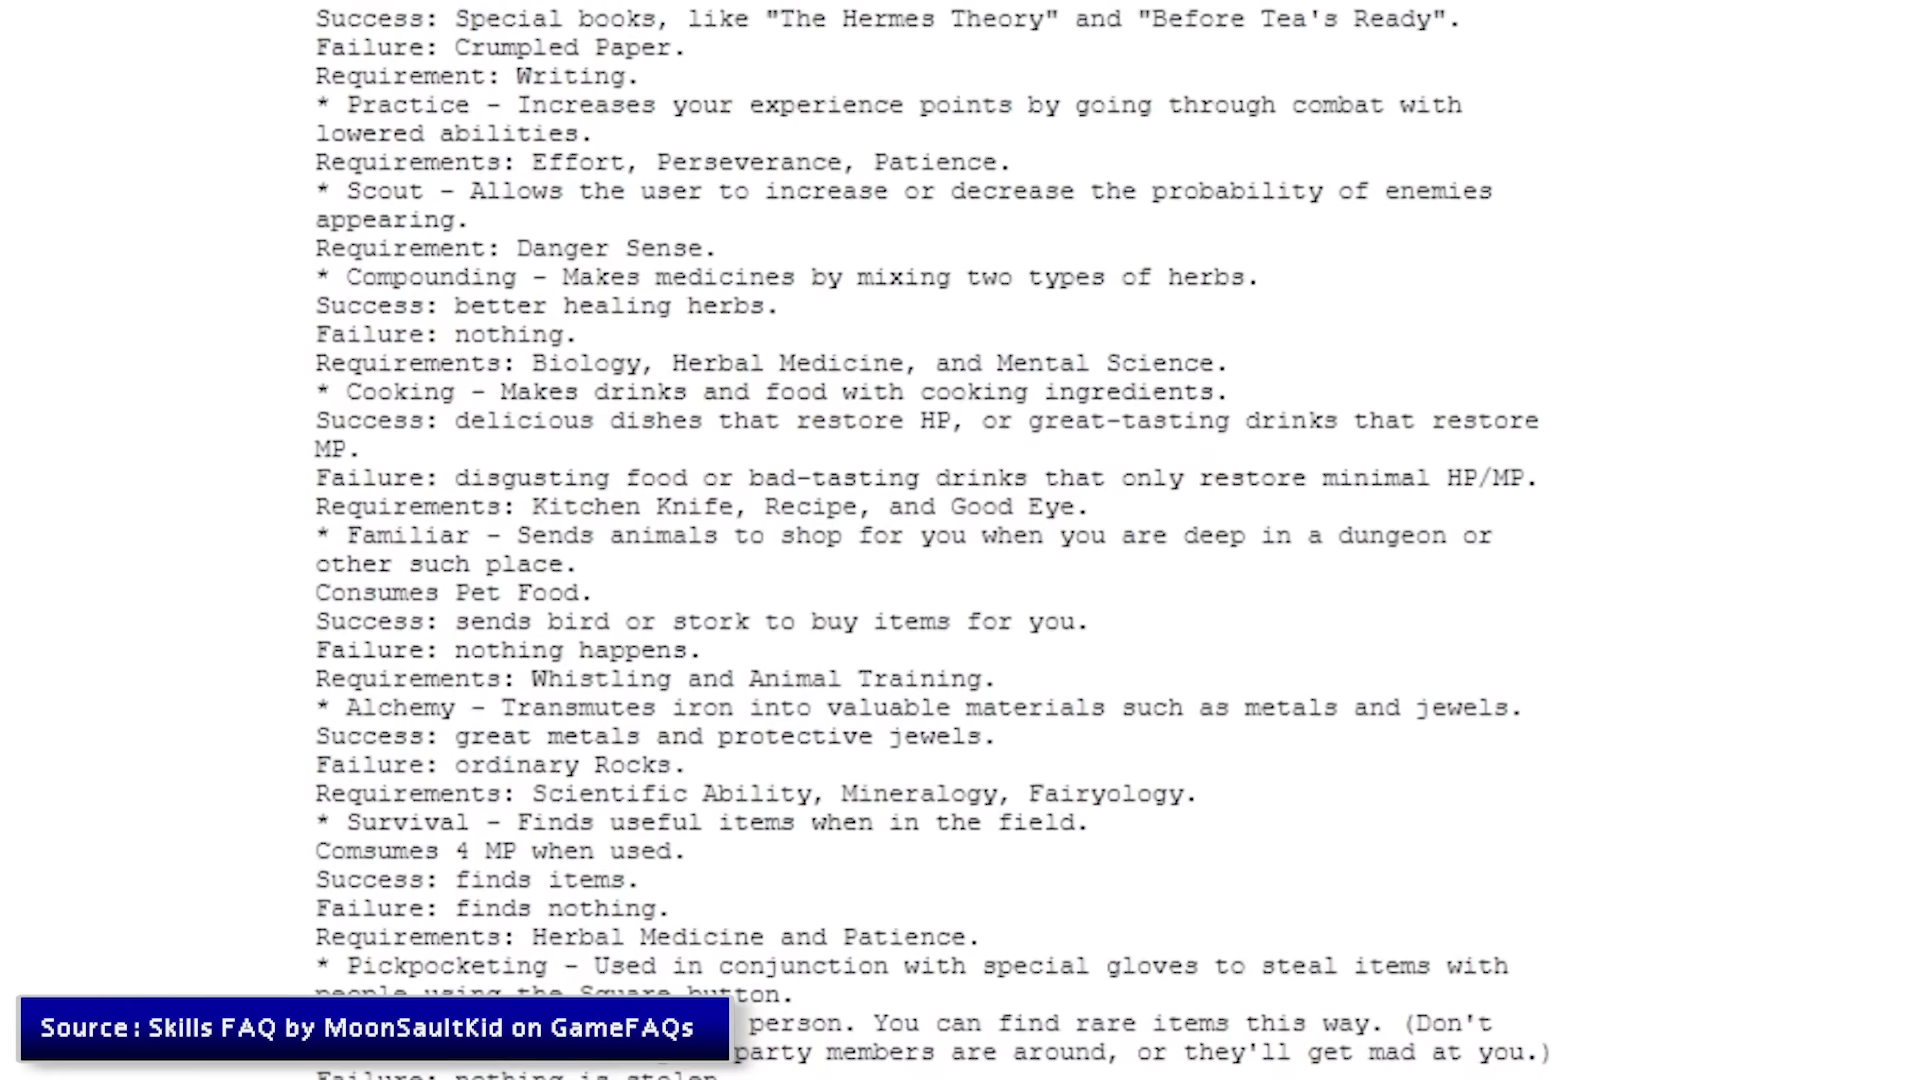 Success: Special books, like "The Hermes Theory" and "Before Tea's Ready".
Failure: Crumpled Paper.
Requirement: Writing.
* Practice - Increases your experience points by going through combat with
lowered abilities.
Requirements: Effort, Perseverance, Patience.
* Scout - Allows the user to increase or decrease the probability of enemies
appearing.
Requirement: Danger Sense.
* Compounding - Makes medicines by mixing two types of herbs.
Success: better healing herbs.
Failure: nothing.
Requirements: Biology, Herbal Medicine, and Mental Science.
* Cooking - Makes drinks and food with cooking ingredients.
Success: delicious dishes that restore HP, or great-tasting drinks that restore
MP.
Failure: disgusting food or bad-tasting drinks that only restore minimal HP/MP.
Requirements: Kitchen Knife, Recipe, and Good Eye.
* Familiar - Sends animals to shop for you when you are deep in a dungeon or
other such place.
Consumes Pet Food.
Success: sends bird or stork to buy items for you.
Failure: nothing happens.
Requirements: Whistling and Animal Training.
* Alchemy - Transmutes iron into valuable materials such as metals and jewels.
Success: great metals and protective jewels.
Failure: ordinary Rocks.
Requirements: Scientific Ability, Mineralogy, Fairyology.
* Survival - Finds useful items when in the field.
Comsumes 4 MP when used.
Success: finds items.
Failure: finds nothing.
Requirements: Herbal Medicine and Patience.
* Pickpocketing - Used in conjunction with special gloves to steal items with
people using the Square button.
person. You can find rare items this way. (Don't
party members are around, or they'll get mad at you.)
Failure: nothing is stolen
Source: Skills FAQ by MoonSaultKid on GameFAQs